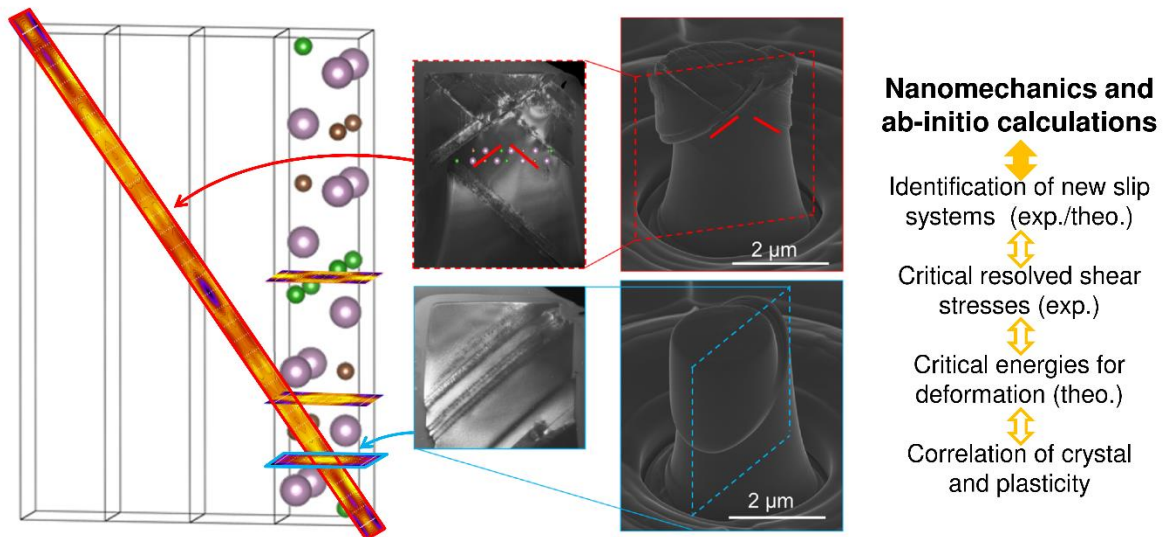 2 µm
2 µm
Nanomechanics and
ab-initio calculations
Identification of new slip
systems (exp./theo.)
Critical resolved shear
stresses (exp.)
Critical energies for
deformation (theo.)
Correlation of crystal
and plasticity